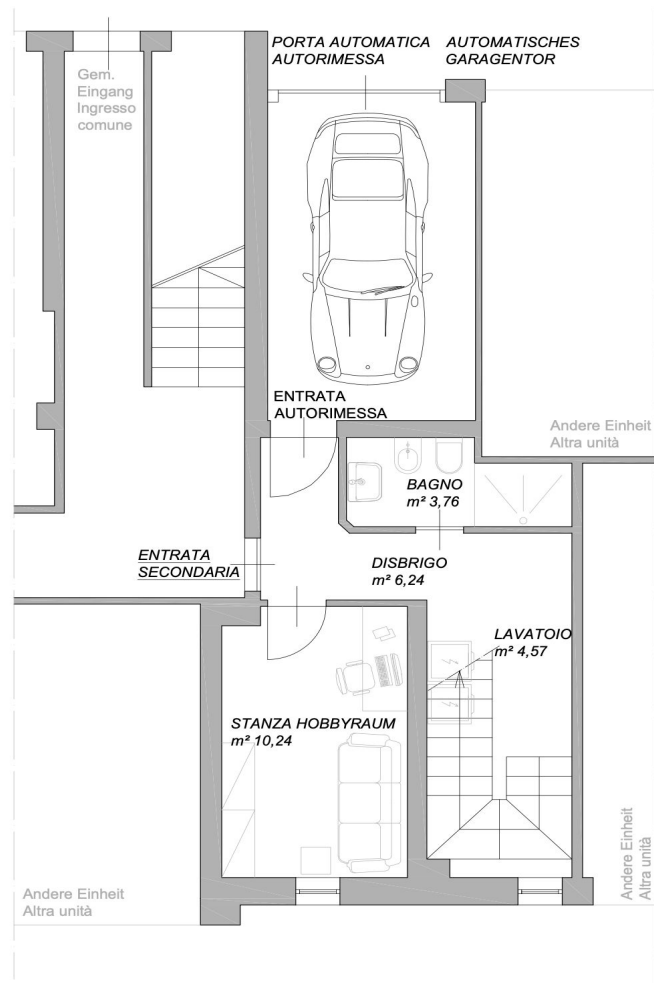 PORTA AUTOMATICA
AUTORIMESSA
AUTOMATISCHES
GARAGENTOR
Gem.
Eingang
Ingresso
comune
ENTRATA
AUTORIMESSA
Andere Einheit
Altra unità
BAGNO
m² 3,76
ENTRATA
SECONDARIA
DISBRIGO
m² 6,24
LAVATOIO
m² 4,57
STANZA HOBBYRAUM
m² 10,24
Andere Einheit
Altra unità
Andere Einheit
Altra unità